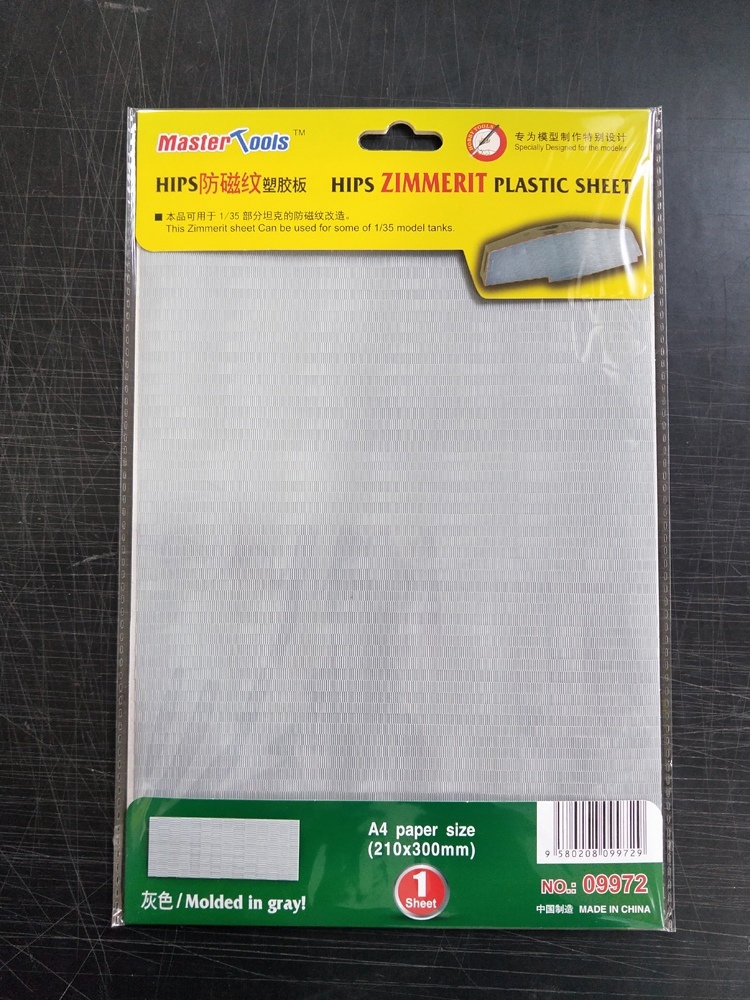 Master Tools™
HOBBY TOOLS
专为模型制作特别设计
Specially Designed for the modeler
HIPS防磁纹塑胶板 HIPS ZIMMERIT PLASTIC SHEET
■ 本品可用于 1/35 部分坦克的防磁纹改造。
This Zimmerit sheet Can be used for some of 1/35 model tanks.
A4 paper size
(210x300mm)
1
Sheet
灰色/Molded in gray!
9 580208 099729
NO.: 09972
中国制造 MADE IN CHINA